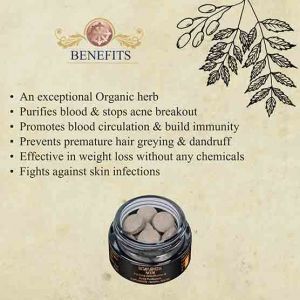 BENEFITS
• An exceptional Organic herb
• Purifies blood & stops acne breakout
• Promotes blood circulation & build immunity
• Prevents premature hair greying & dandruff
• Effective in weight loss without any chemicals
• Fights against skin infections
NEEM